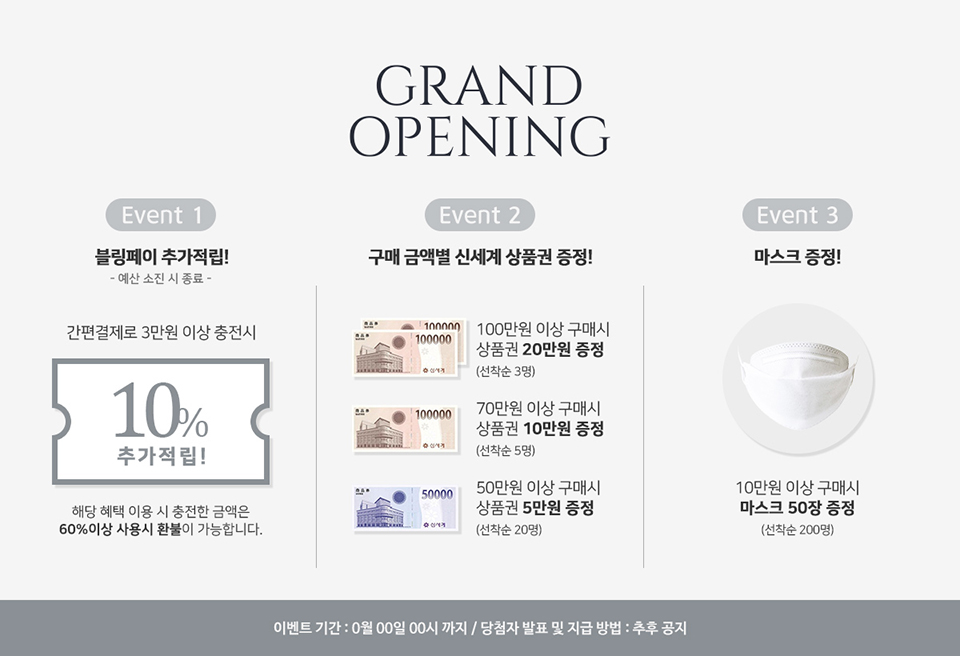 GRAND
OPENING
Event 1
블링페이 추가적립!
- 예산 소진 시 종료 -
간편결제로 3만원 이상 충전시
10%
추가적립!
해당 혜택 이용 시 충전한 금액은
60%이상 사용시 환불이 가능합니다.
Event 2
구매 금액별 신세계 상품권 증정!
100000
100000
신세계
100만원 이상 구매시
상품권 20만원 증정
(선착순 3명)
100000
신세계
70만원 이상 구매시
상품권 10만원 증정
(선착순 5명)
50000
신세계
50만원 이상 구매시
상품권 5만원 증정
(선착순 20명)
Event 3
마스크 증정!
10만원 이상 구매시
마스크 50장 증정
(선착순 200명)
이벤트 기간 : 0월 00일 00시 까지 / 당첨자 발표 및 지급 방법 : 추후 공지